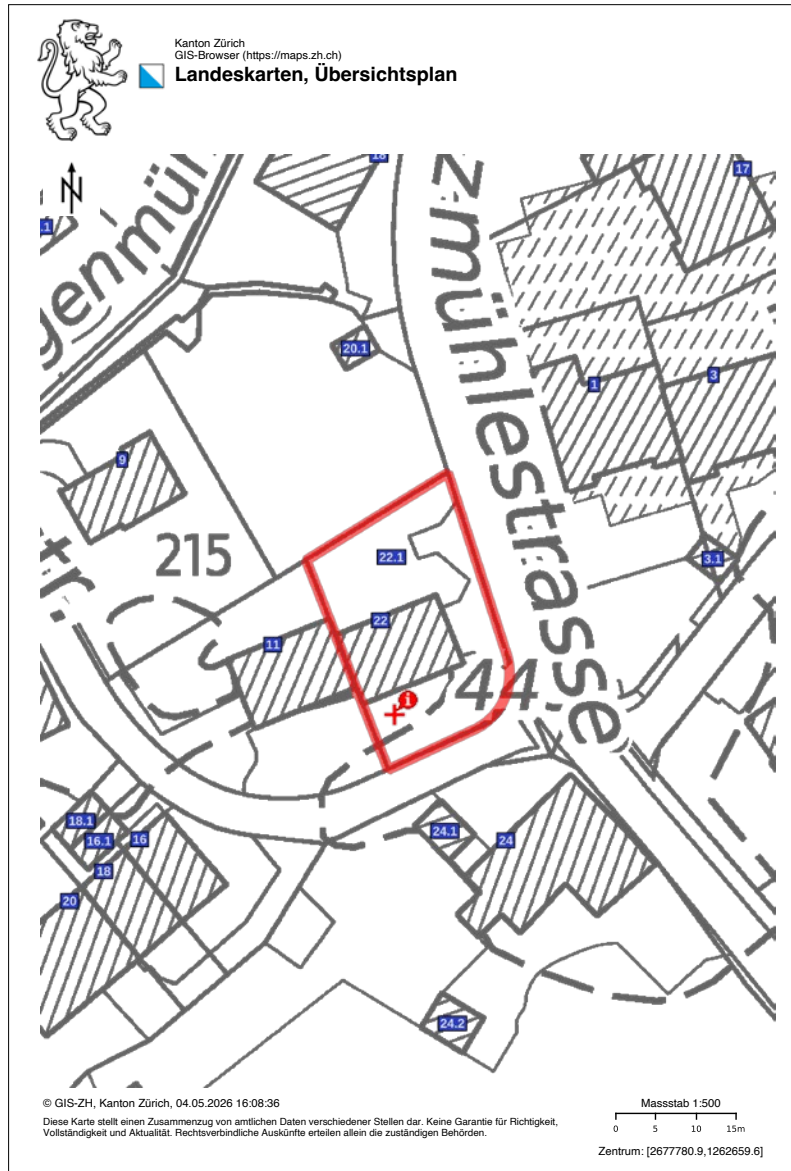 Kanton Zürich
GIS-Browser (https://maps.zh.ch)
Landeskarten, Übersichtsplan
N
18
17
.1
genmü
zmühlestrasse
20.1
1
3
9
215
tr.
22.1
3.1
22
11
44
18.1
16.1
16
18
20
24.1
24
24.2
© GIS-ZH, Kanton Zürich, 04.05.2026 16:08:36
Diese Karte stellt einen Zusammenzug von amtlichen Daten verschiedener Stellen dar. Keine Garantie für Richtigkeit,
Vollständigkeit und Aktualität. Rechtsverbindliche Auskünfte erteilen allein die zuständigen Behörden.
Massstab 1:500
0 5 10 15m
Zentrum: [2677780.9,1262659.6]